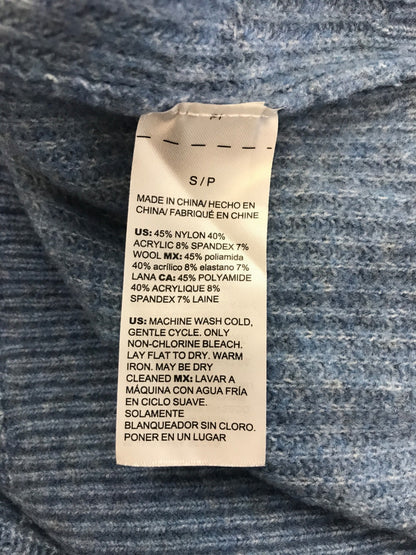 S/P
MADE IN CHINA/ HECHO EN
CHINA/ FABRIQUÉ EN CHINE
US: 45% NYLON 40%
ACRYLIC 8% SPANDEX 7%
WOOL MX: 45% poliamida
40% acrílico 8% elastano 7%
LANA CA: 45% POLYAMIDE
40% ACRYLIQUE 8%
SPANDEX 7% LAINE
US: MACHINE WASH COLD,
GENTLE CYCLE. ONLY
NON-CHLORINE BLEACH.
LAY FLAT TO DRY. WARM
IRON. MAY BE DRY
CLEANED MX: LAVAR A
MÁQUINA CON AGUA FRÍA
EN CICLO SUAVE.
SOLAMENTE
BLANQUEADOR SIN CLORO.
PONER EN UN LUGAR